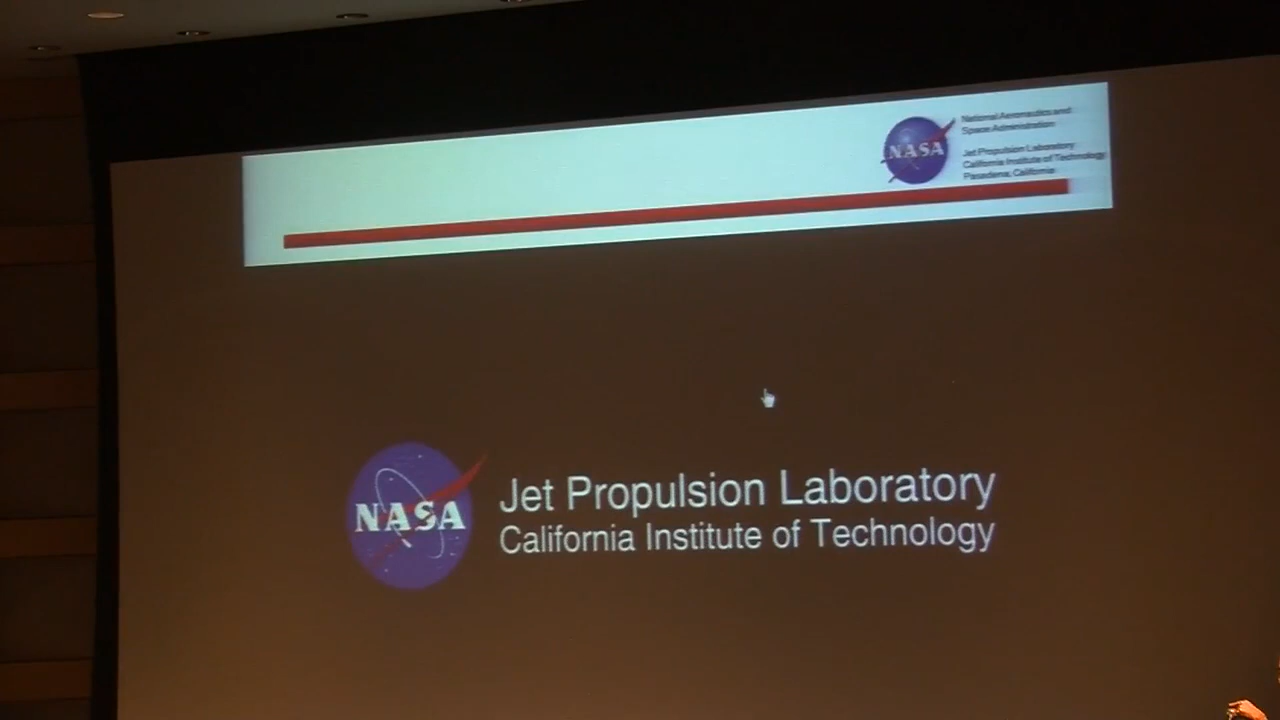 NASA
National Aeronautics and
Space Administration
Jet Propulsion Laboratory
California Institute of Technology
Pasadena, California
NASA
Jet Propulsion Laboratory
California Institute of Technology